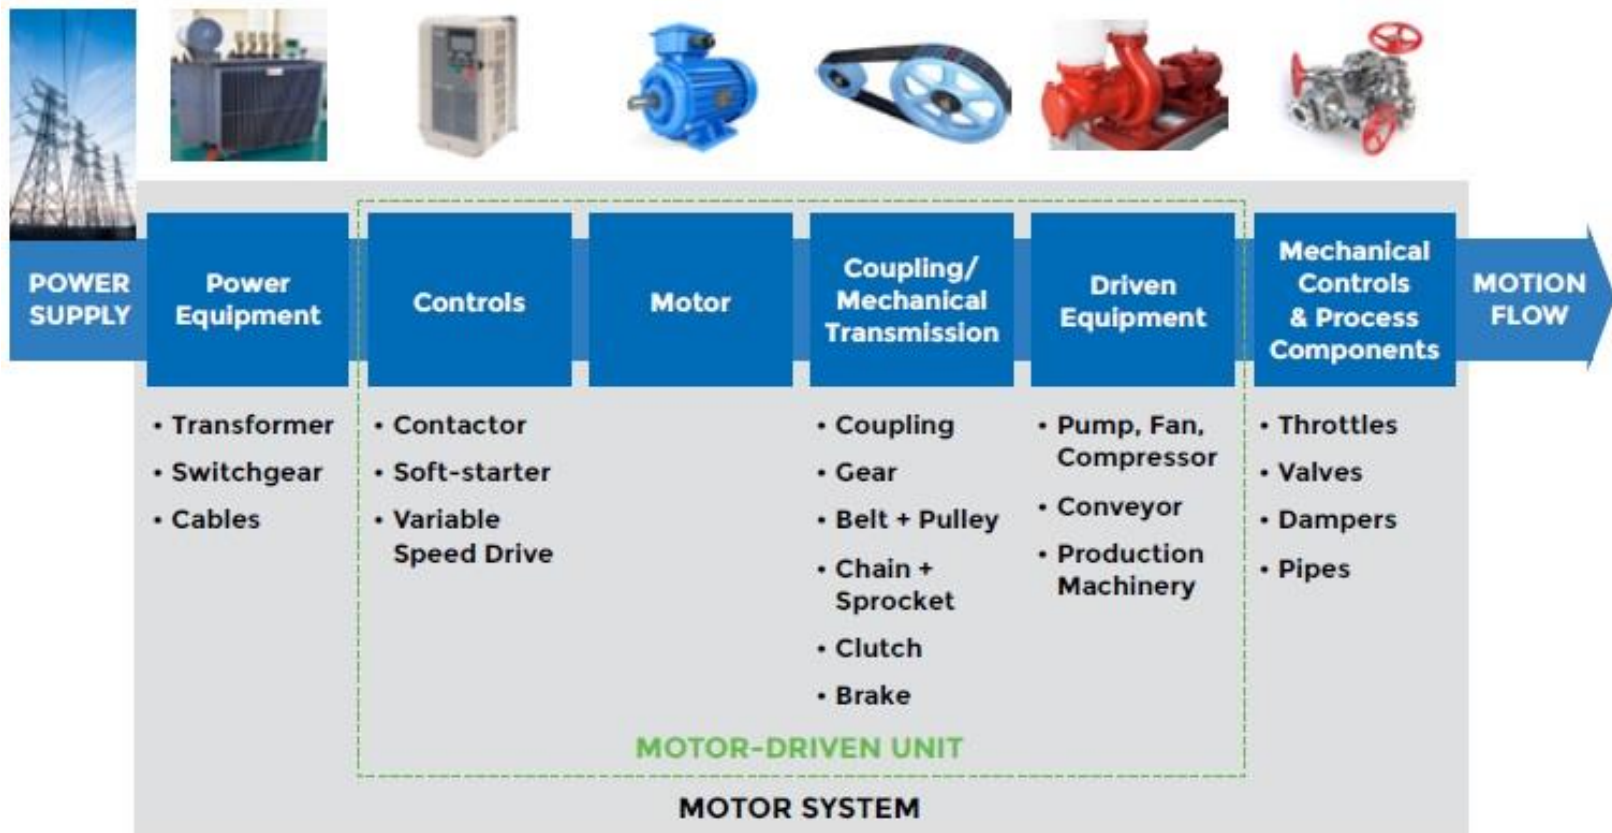 POWER
SUPPLY
Power
Equipment
Controls
Motor
Coupling/
Mechanical
Transmission
Driven
Equipment
Mechanical
Controls
& Process
Components
MOTION
FLOW
• Transformer
• Switchgear
• Cables
• Contactor
• Soft-starter
• Variable
Speed Drive
• Coupling
• Gear
• Belt + Pulley
• Chain +
Sprocket
• Clutch
• Brake
• Pump, Fan,
Compressor
• Conveyor
• Production
Machinery
• Throttles
• Valves
• Dampers
• Pipes
MOTOR-DRIVEN UNIT
MOTOR SYSTEM